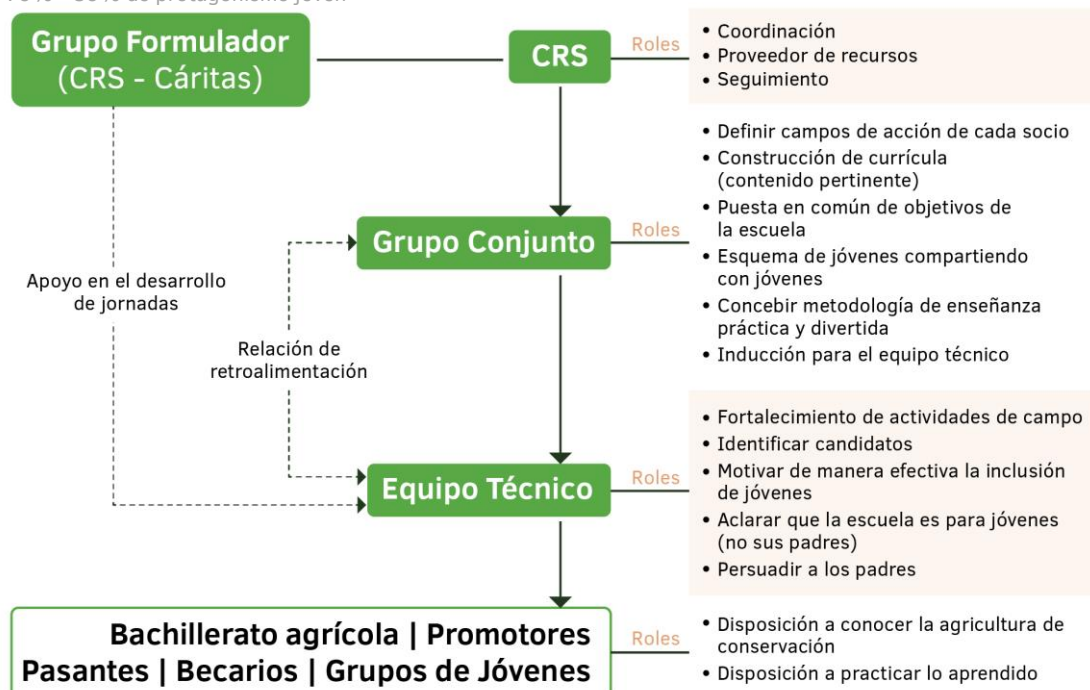 Grupo Formulador
(CRS - Cáritas)
CRS
Roles
• Coordinación
• Proveedor de recursos
• Seguimiento
Grupo Conjunto
Roles
• Definir campos de acción de cada socio
• Construcción de currícula
(contenido pertinente)
• Puesta en común de objetivos de
la escuela
• Esquema de jóvenes compartiendo
con jóvenes
• Concebir metodología de enseñanza
práctica y divertida
• Inducción para el equipo técnico
Apoyo en el desarrollo
de jornadas
Relación de
retroalimentación
Equipo Técnico
Roles
• Fortalecimiento de actividades de campo
• Identificar candidatos
• Motivar de manera efectiva la inclusión
de jóvenes
• Aclarar que la escuela es para jóvenes
(no sus padres)
• Persuadir a los padres
Bachillerato agrícola | Promotores
Pasantes | Becarios | Grupos de Jóvenes
Roles
• Disposición a conocer la agricultura de
conservación
• Disposición a practicar lo aprendido